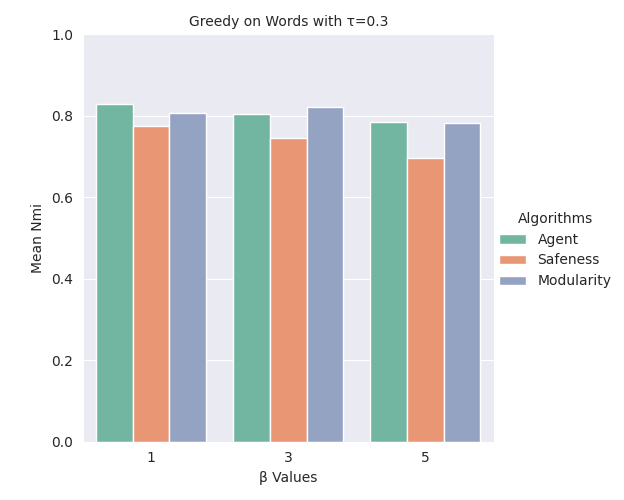 Greedy on Words with τ=0.3
1.0
0.8
0.6
0.4
0.2
0.0
Mean Nmi
1 3 5
β Values
Algorithms
Agent
Safeness
Modularity